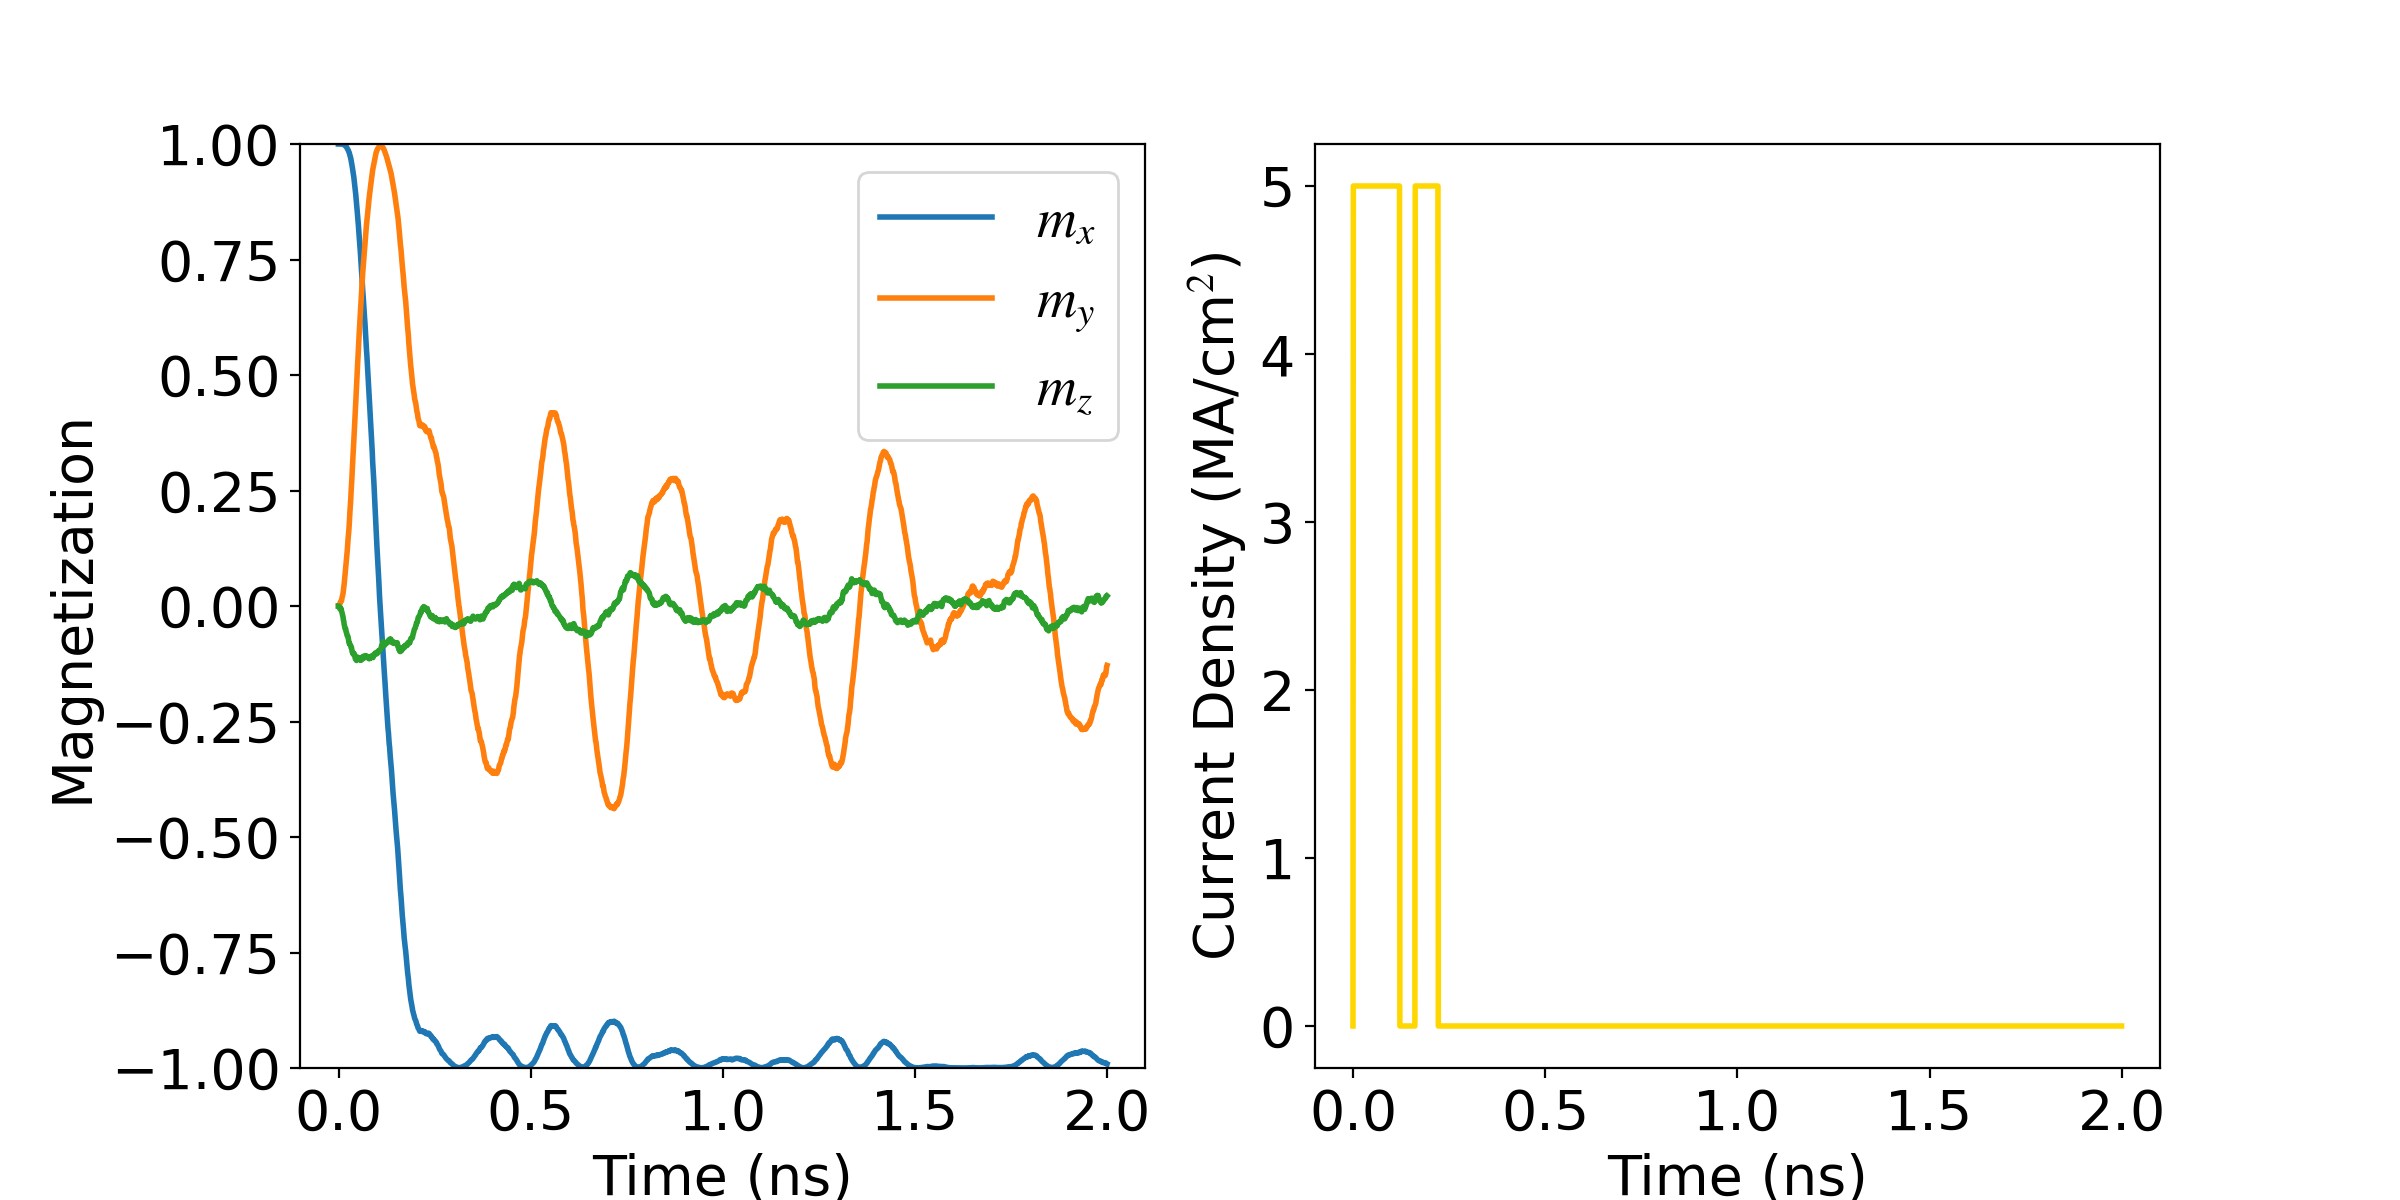 Magnetization
1.00
0.75
0.50
0.25
0.00
−0.25
−0.50
−0.75
−1.00
0.0 0.5 1.0 1.5 2.0
Time (ns)
m_x
m_y
m_z
Current Density (MA/cm²)
5
4
3
2
1
0
0.0 0.5 1.0 1.5 2.0
Time (ns)